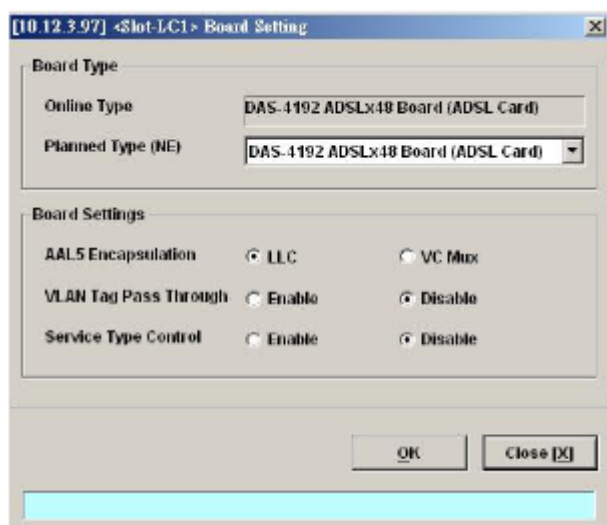 [10.12.3.97] <Slot-LC1> Board Setting
Board Type
Online Type DAS-4192 ADSLx48 Board (ADSL Card)
Planned Type (NE) DAS-4192 ADSLx48 Board (ADSL Card)
Board Settings
AAL5 Encapsulation LLC VC Mux
VLAN Tag Pass Through Enable Disable
Service Type Control Enable Disable
OK Close [X]